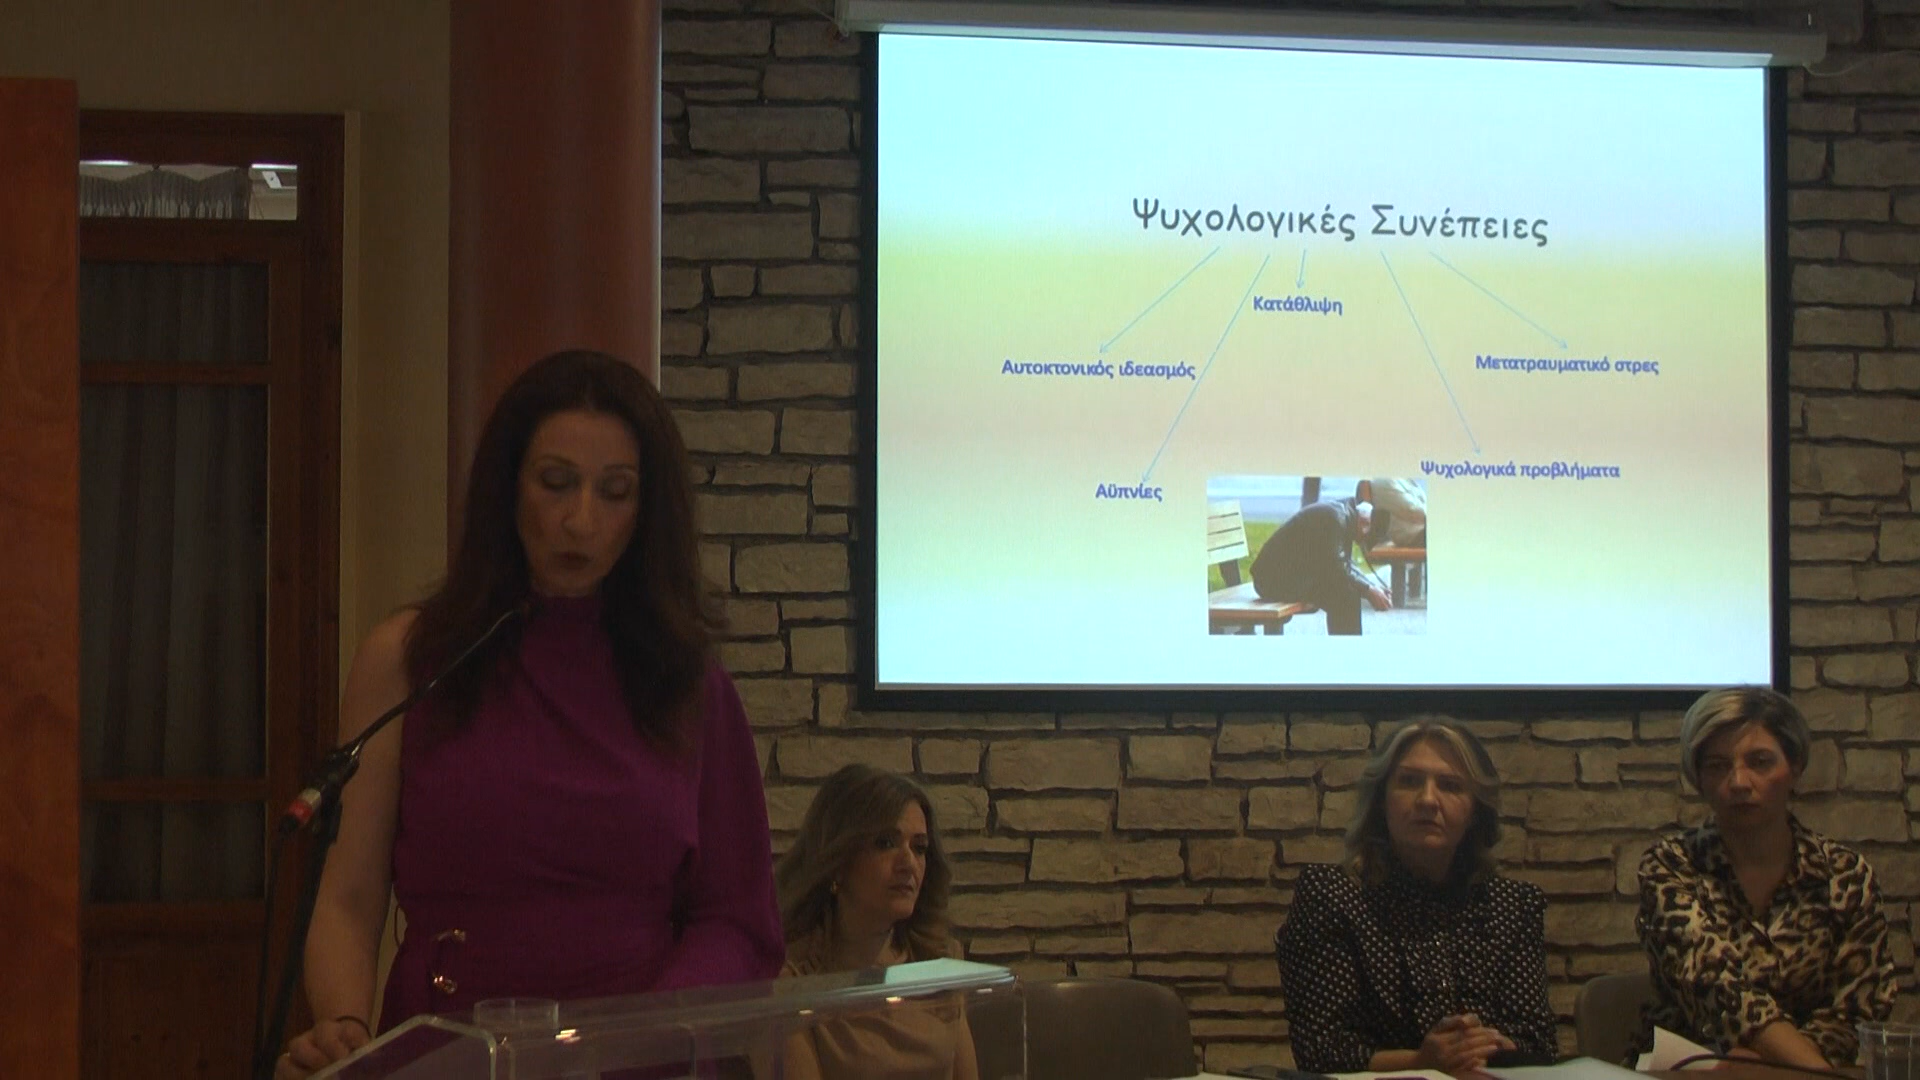 Ψυχολογικές Συνέπειες
Κατάθλιψη
Αυτοκτονικός ιδεασμός
Μετατραυματικό στρες
Ψυχολογικά προβλήματα
Αϋπνίες